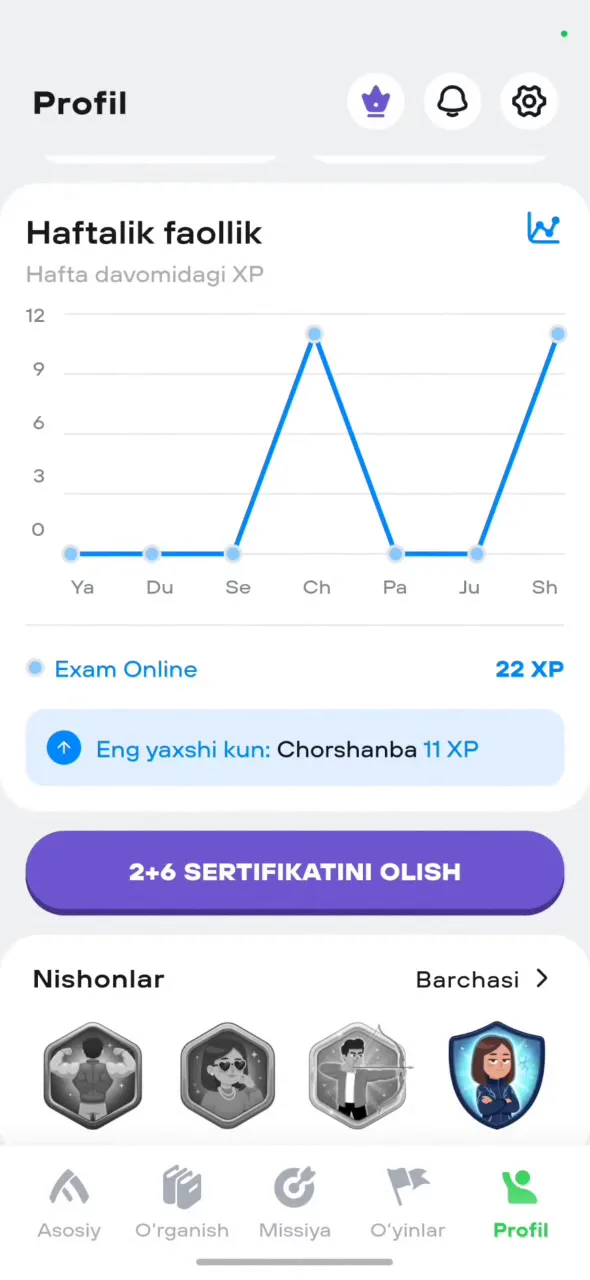 Profil
Haftalik faollik
Hafta davomidagi XP
12
9
6
3
0
Ya Du Se Ch Pa Ju Sh
Exam Online 22 XP
Eng yaxshi kun: Chorshanba 11 XP
2+6 SERTIFIKATINI OLISH
Nishonlar Barchasi
Asosiy O'rganish Missiya O'yinlar Profil